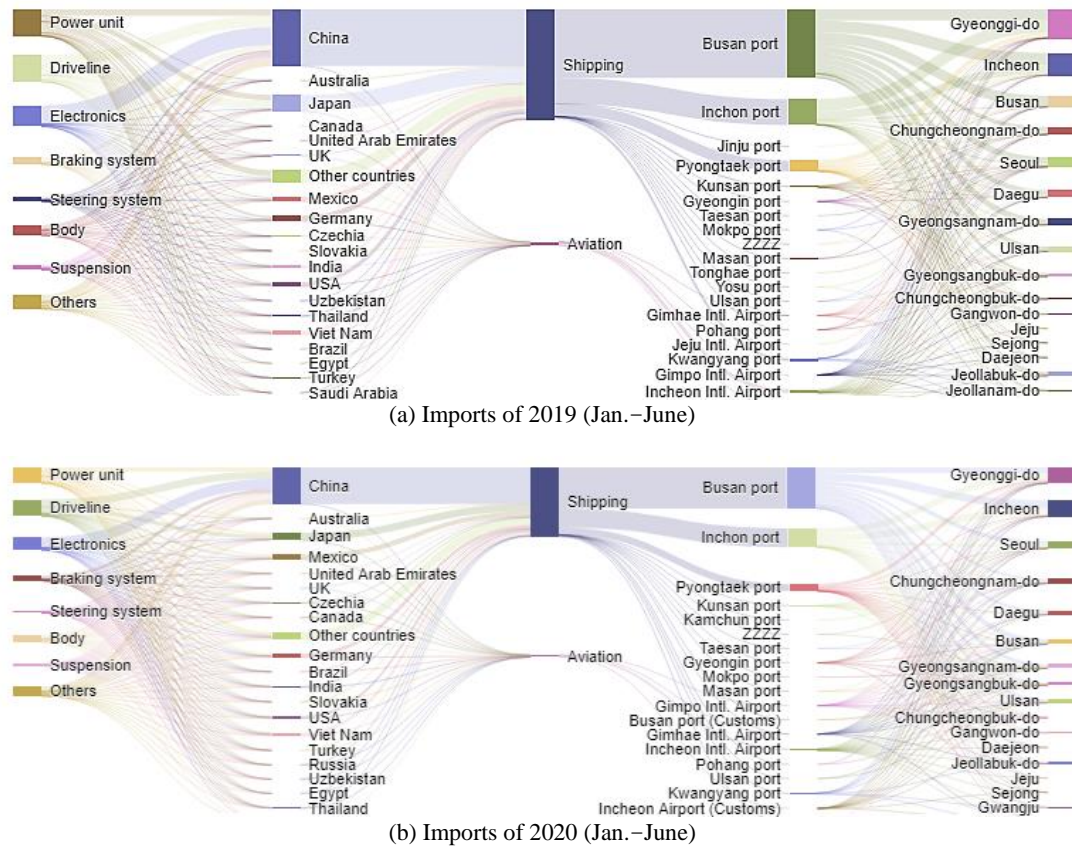 Power unit
Driveline
Electronics
Braking system
Steering system
Body
Suspension
Others
China
Australia
Japan
Canada
United Arab Emirates
UK
Other countries
Mexico
Germany
Czechia
Slovakia
India
USA
Uzbekistan
Thailand
Viet Nam
Brazil
Egypt
Turkey
Saudi Arabia
Shipping
Aviation
Busan port
Inchon port
Jinju port
Pyongtaek port
Kunsan port
Gyeongin port
Taesan port
Mokpo port
ZZZZ
Masan port
Tonghae port
Yosu port
Ulsan port
Gimhae Intl. Airport
Pohang port
Jeju Intl. Airport
Kwangyang port
Gimpo Intl. Airport
Incheon Intl. Airport
Gyeonggi-do
Incheon
Busan
Chungcheongnam-do
Seoul
Daegu
Gyeongsangnam-do
Ulsan
Gyeongsangbuk-do
Chungcheongbuk-do
Gangwon-do
Jeju
Sejong
Daejeon
Jeollabuk-do
Jeollanam-do
(a) Imports of 2019 (Jan.−June)
Power unit
Driveline
Electronics
Braking system
Steering system
Body
Suspension
Others
China
Australia
Japan
Mexico
United Arab Emirates
UK
Czechia
Canada
Other countries
Germany
Brazil
India
Slovakia
USA
Viet Nam
Turkey
Russia
Uzbekistan
Egypt
Thailand
Shipping
Aviation
Busan port
Inchon port
Pyongtaek port
Kunsan port
Kamchun port
ZZZZ
Taesan port
Gyeongin port
Mokpo port
Masan port
Gimpo Intl. Airport
Busan port (Customs)
Gimhae Intl. Airport
Incheon Intl. Airport
Pohang port
Ulsan port
Kwangyang port
Incheon Airport (Customs)
Gyeonggi-do
Incheon
Seoul
Chungcheongnam-do
Daegu
Busan
Gyeongsangnam-do
Gyeongsangbuk-do
Ulsan
Chungcheongbuk-do
Gangwon-do
Daejeon
Jeollabuk-do
Jeju
Sejong
Gwangju
(b) Imports of 2020 (Jan.−June)